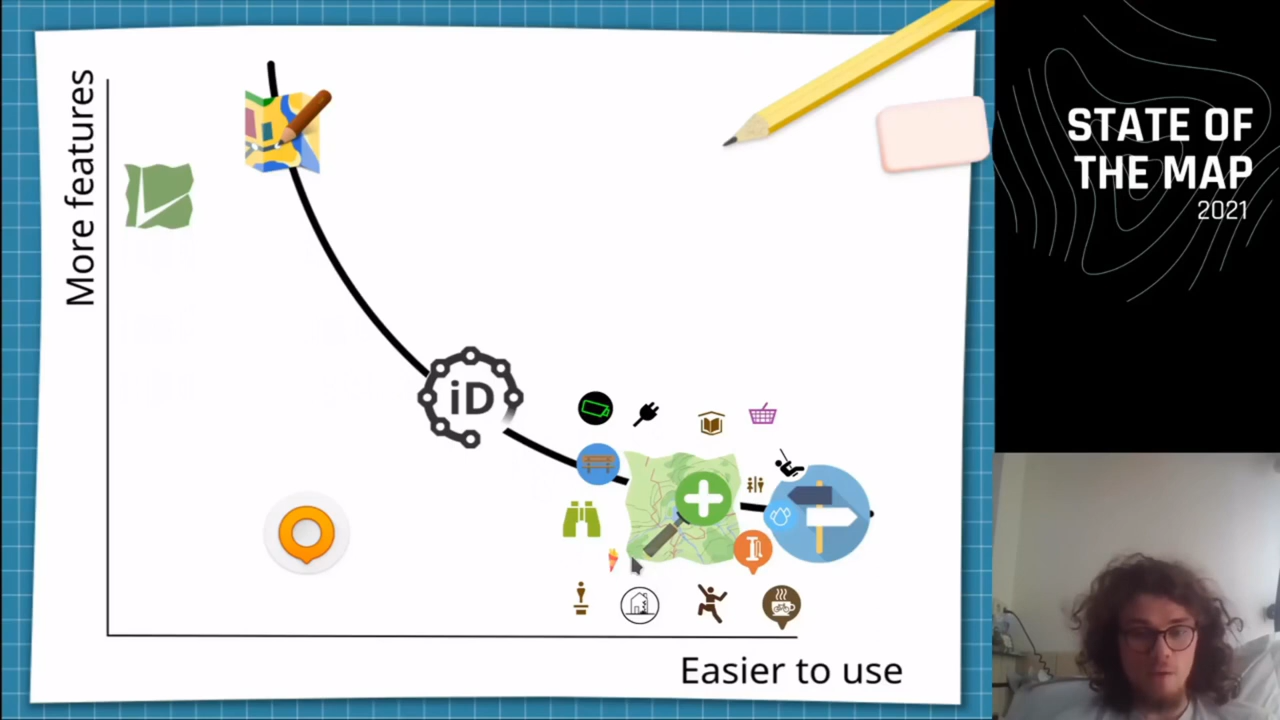 More features
iD
Easier to use
STATE OF
THE MAP
2021